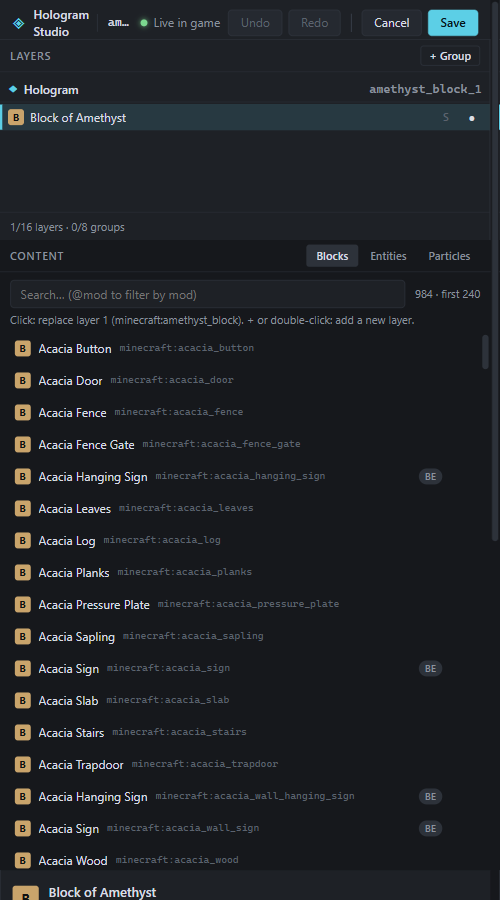 Hologram Studio
am…
Live in game
Undo
Redo
Cancel
Save
LAYERS
+ Group
Hologram
amethyst_block_1
B
Block of Amethyst
S
1/16 layers · 0/8 groups
CONTENT
Blocks
Entities
Particles
Search... (@mod to filter by mod)
984 · first 240
Click: replace layer 1 (minecraft:amethyst_block). + or double-click: add a new layer.
B Acacia Button minecraft:acacia_button
B Acacia Door minecraft:acacia_door
B Acacia Fence minecraft:acacia_fence
B Acacia Fence Gate minecraft:acacia_fence_gate
B Acacia Hanging Sign minecraft:acacia_hanging_sign BE
B Acacia Leaves minecraft:acacia_leaves
B Acacia Log minecraft:acacia_log
B Acacia Planks minecraft:acacia_planks
B Acacia Pressure Plate minecraft:acacia_pressure_plate
B Acacia Sapling minecraft:acacia_sapling
B Acacia Sign minecraft:acacia_sign BE
B Acacia Slab minecraft:acacia_slab
B Acacia Stairs minecraft:acacia_stairs
B Acacia Trapdoor minecraft:acacia_trapdoor
B Acacia Hanging Sign minecraft:acacia_wall_hanging_sign BE
B Acacia Sign minecraft:acacia_wall_sign BE
B Acacia Wood minecraft:acacia_wood
B Block of Amethyst